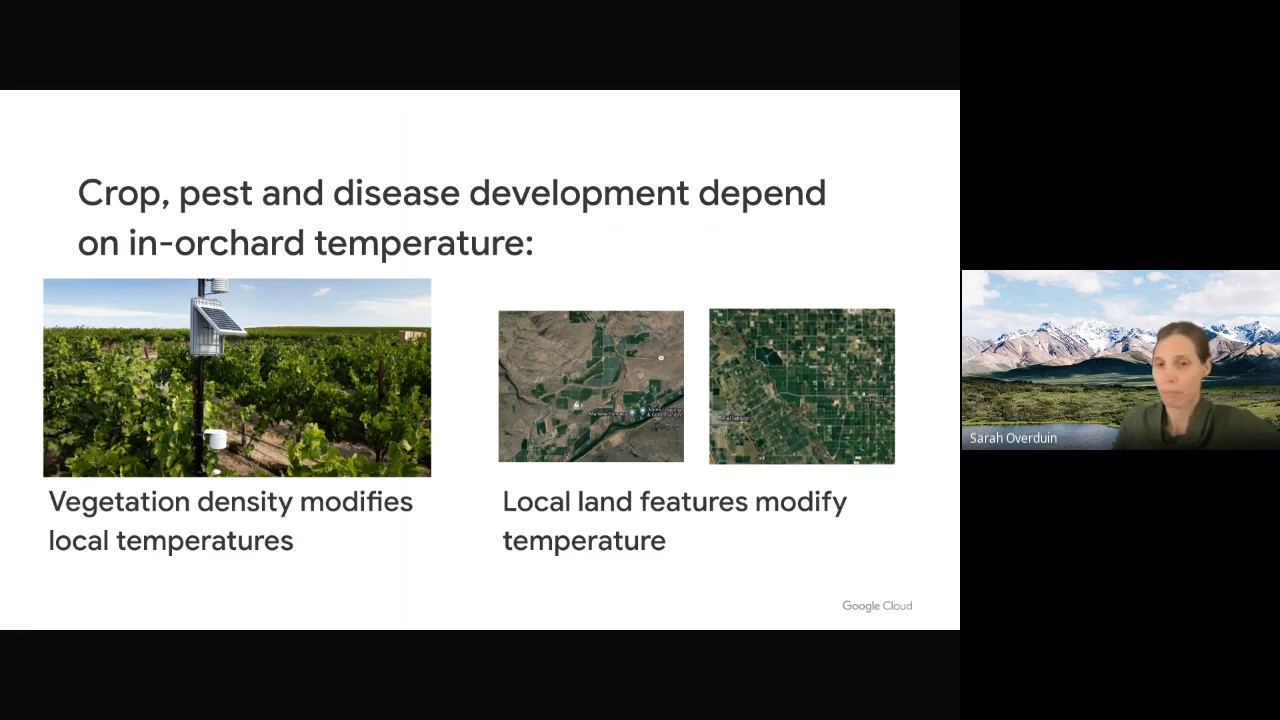 Crop, pest and disease development depend
on in-orchard temperature:
Vegetation density modifies
local temperatures
Local land features modify
temperature
Google Cloud
Sarah Overduin